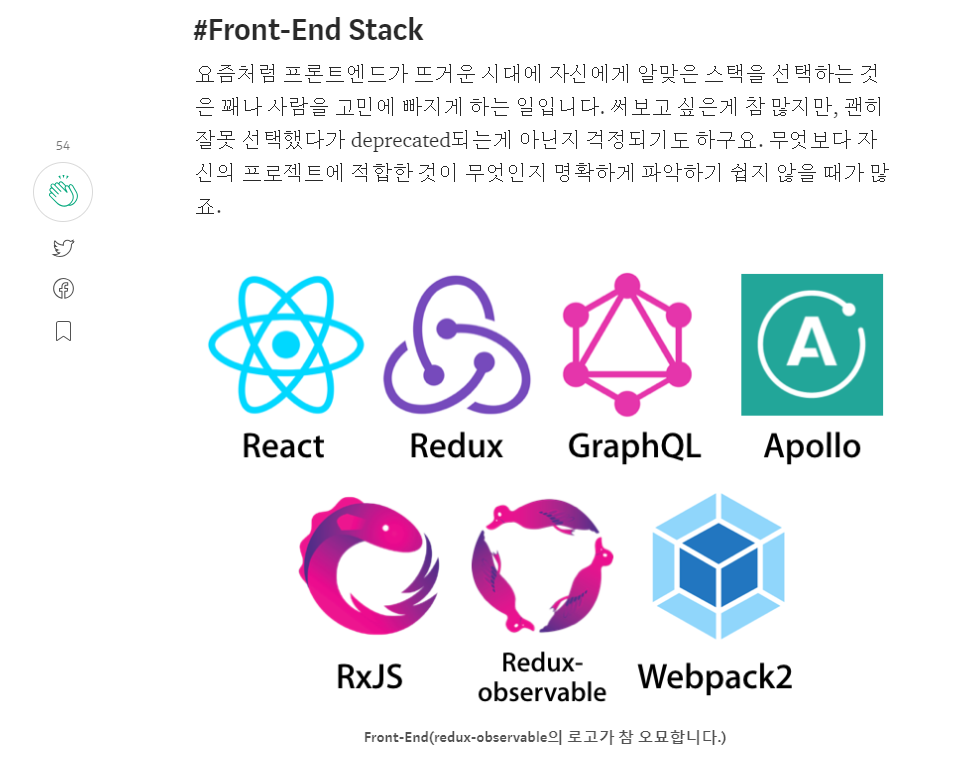 #Front-End Stack
요즘처럼 프론트엔드가 뜨거운 시대에 자신에게 알맞은 스택을 선택하는 것
은 꽤나 사람을 고민에 빠지게 하는 일입니다. 써보고 싶은게 참 많지만, 괜히
잘못 선택했다가 deprecated되는게 아닌지 걱정되기도 하구요. 무엇보다 자
신의 프로젝트에 적합한 것이 무엇인지 명확하게 파악하기 쉽지 않을 때가 많
죠.
54
A
React Redux GraphQL Apollo
RxJS Redux-
observable Webpack2
Front-End(redux-observable의 로고가 참 오묘합니다.)